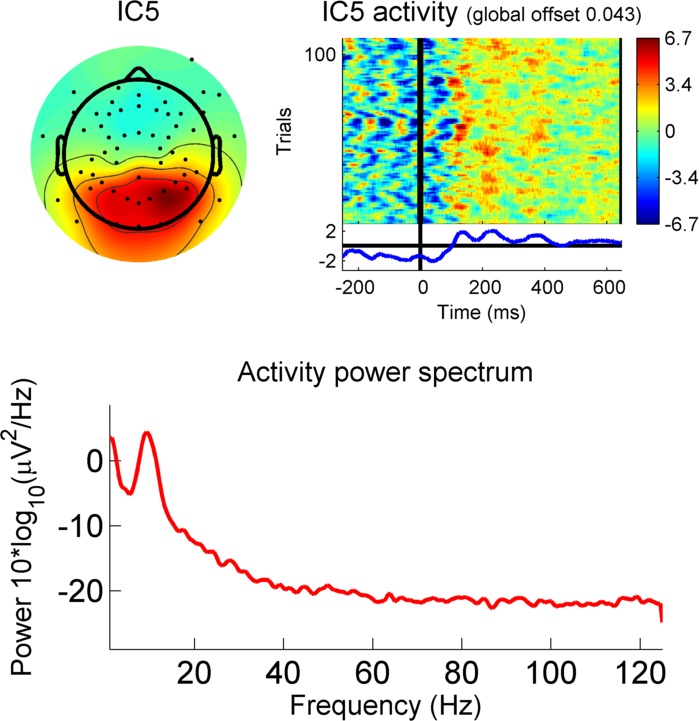 IC5
IC5 activity (global offset 0.043)
100
Trials
6.7
3.4
0
-3.4
-6.7
2
-2
-200 0 200 400 600
Time (ms)
Activity power spectrum
Power 10*log10(μV2/Hz)
0
-10
-20
20 40 60 80 100 120
Frequency (Hz)